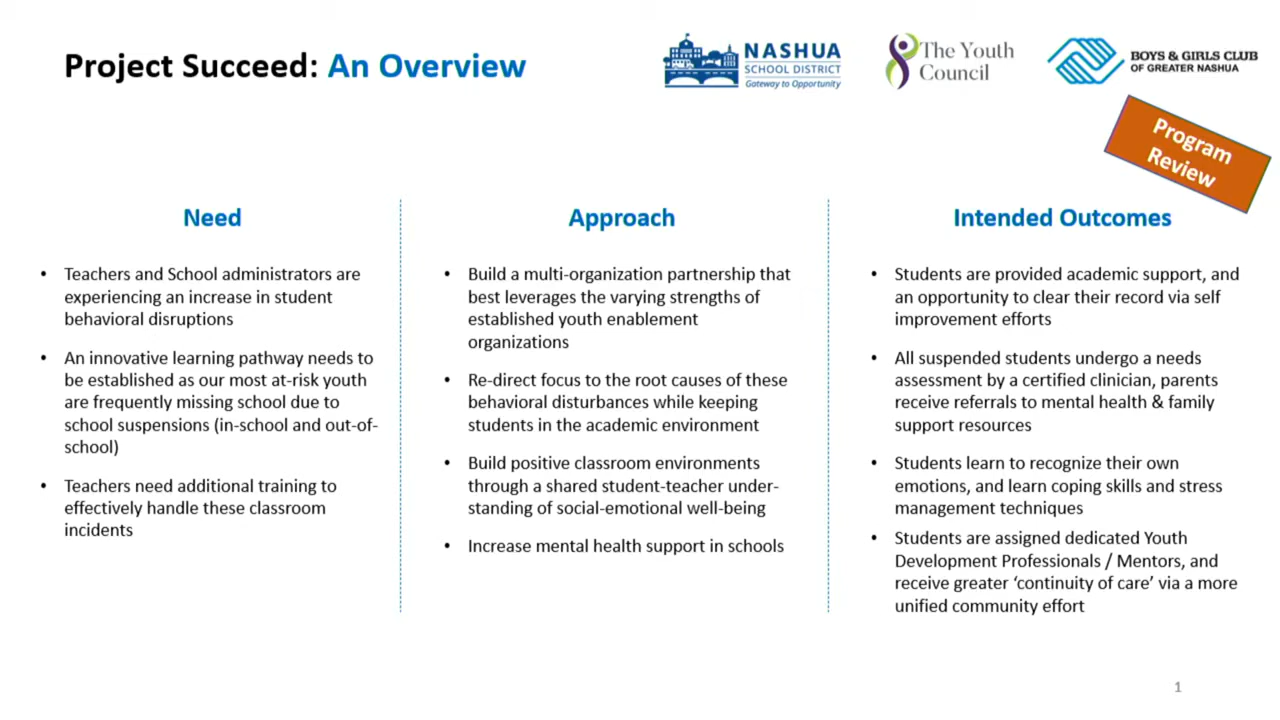 Project Succeed: An Overview
NASHUA
SCHOOL DISTRICT
Gateway to Opportunity
The Youth
Council
BOYS & GIRLS CLUB
OF GREATER NASHUA
Program
Review
Need
• Teachers and School administrators are
experiencing an increase in student
behavioral disruptions
• An innovative learning pathway needs to
be established as our most at-risk youth
are frequently missing school due to
school suspensions (in-school and out-of-
school)
• Teachers need additional training to
effectively handle these classroom
incidents
Approach
• Build a multi-organization partnership that
best leverages the varying strengths of
established youth enablement
organizations
• Re-direct focus to the root causes of these
behavioral disturbances while keeping
students in the academic environment
• Build positive classroom environments
through a shared student-teacher under-
standing of social-emotional well-being
• Increase mental health support in schools
Intended Outcomes
• Students are provided academic support, and
an opportunity to clear their record via self
improvement efforts
• All suspended students undergo a needs
assessment by a certified clinician, parents
receive referrals to mental health & family
support resources
• Students learn to recognize their own
emotions, and learn coping skills and stress
management techniques
• Students are assigned dedicated Youth
Development Professionals / Mentors, and
receive greater ‘continuity of care’ via a more
unified community effort
1